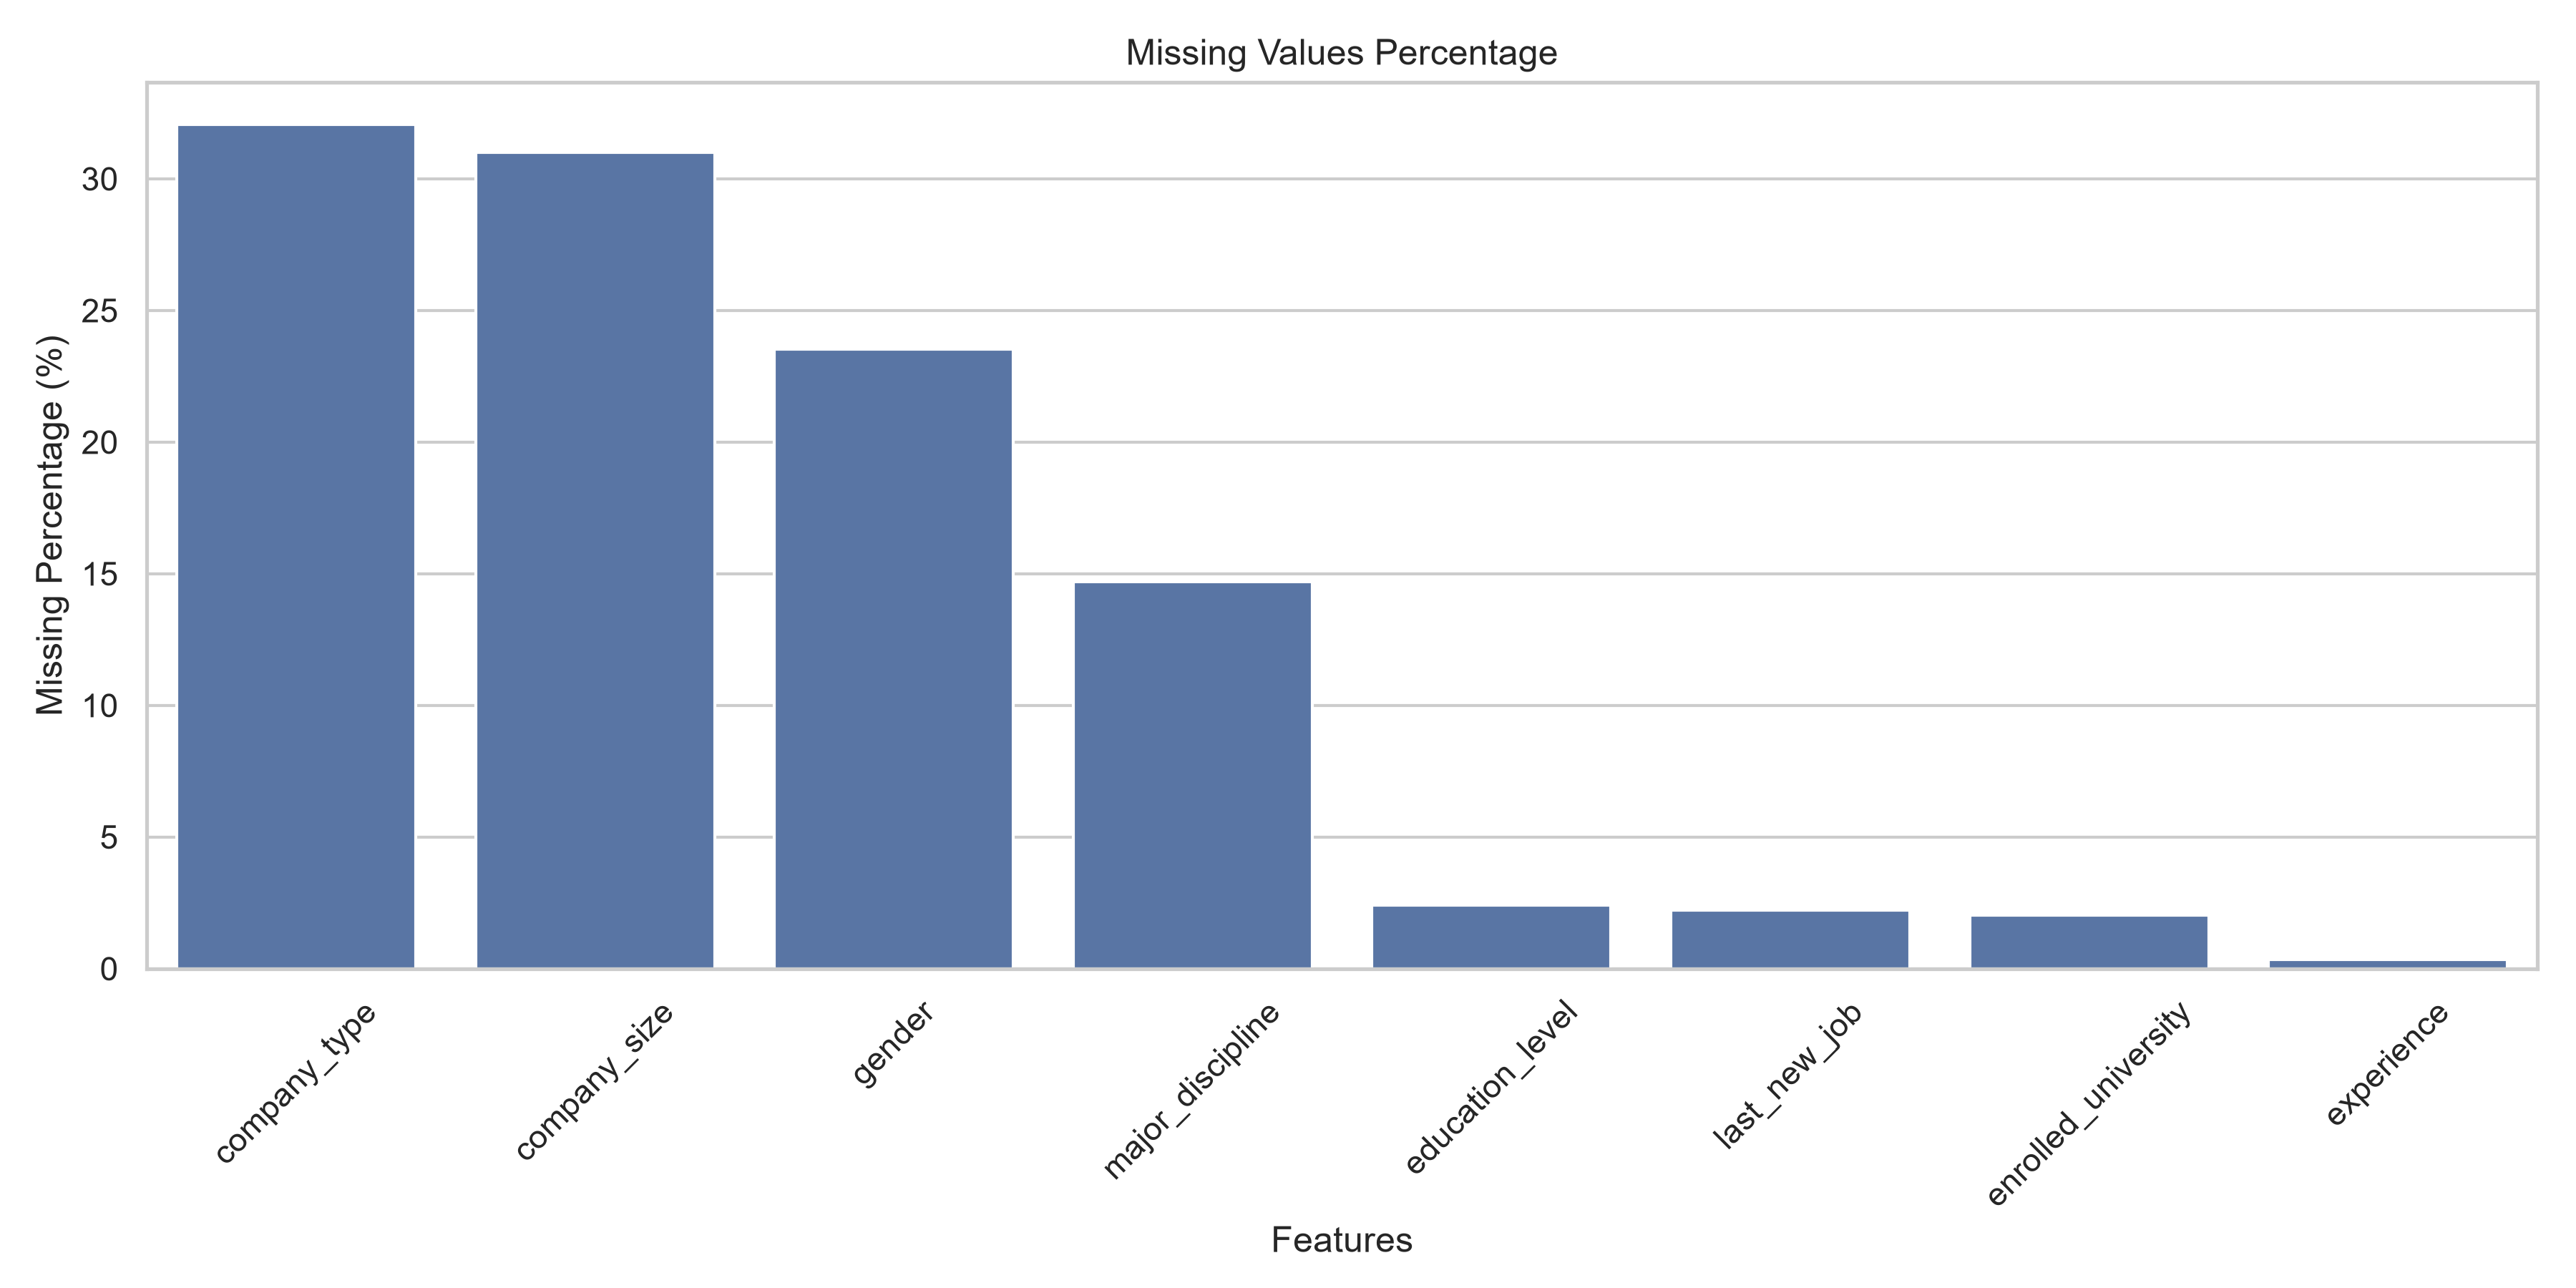 Missing Values Percentage
Missing Percentage (%)
30
25
20
15
10
5
0
company_type
company_size
gender
major_discipline
education_level
last_new_job
enrolled_university
experience
Features